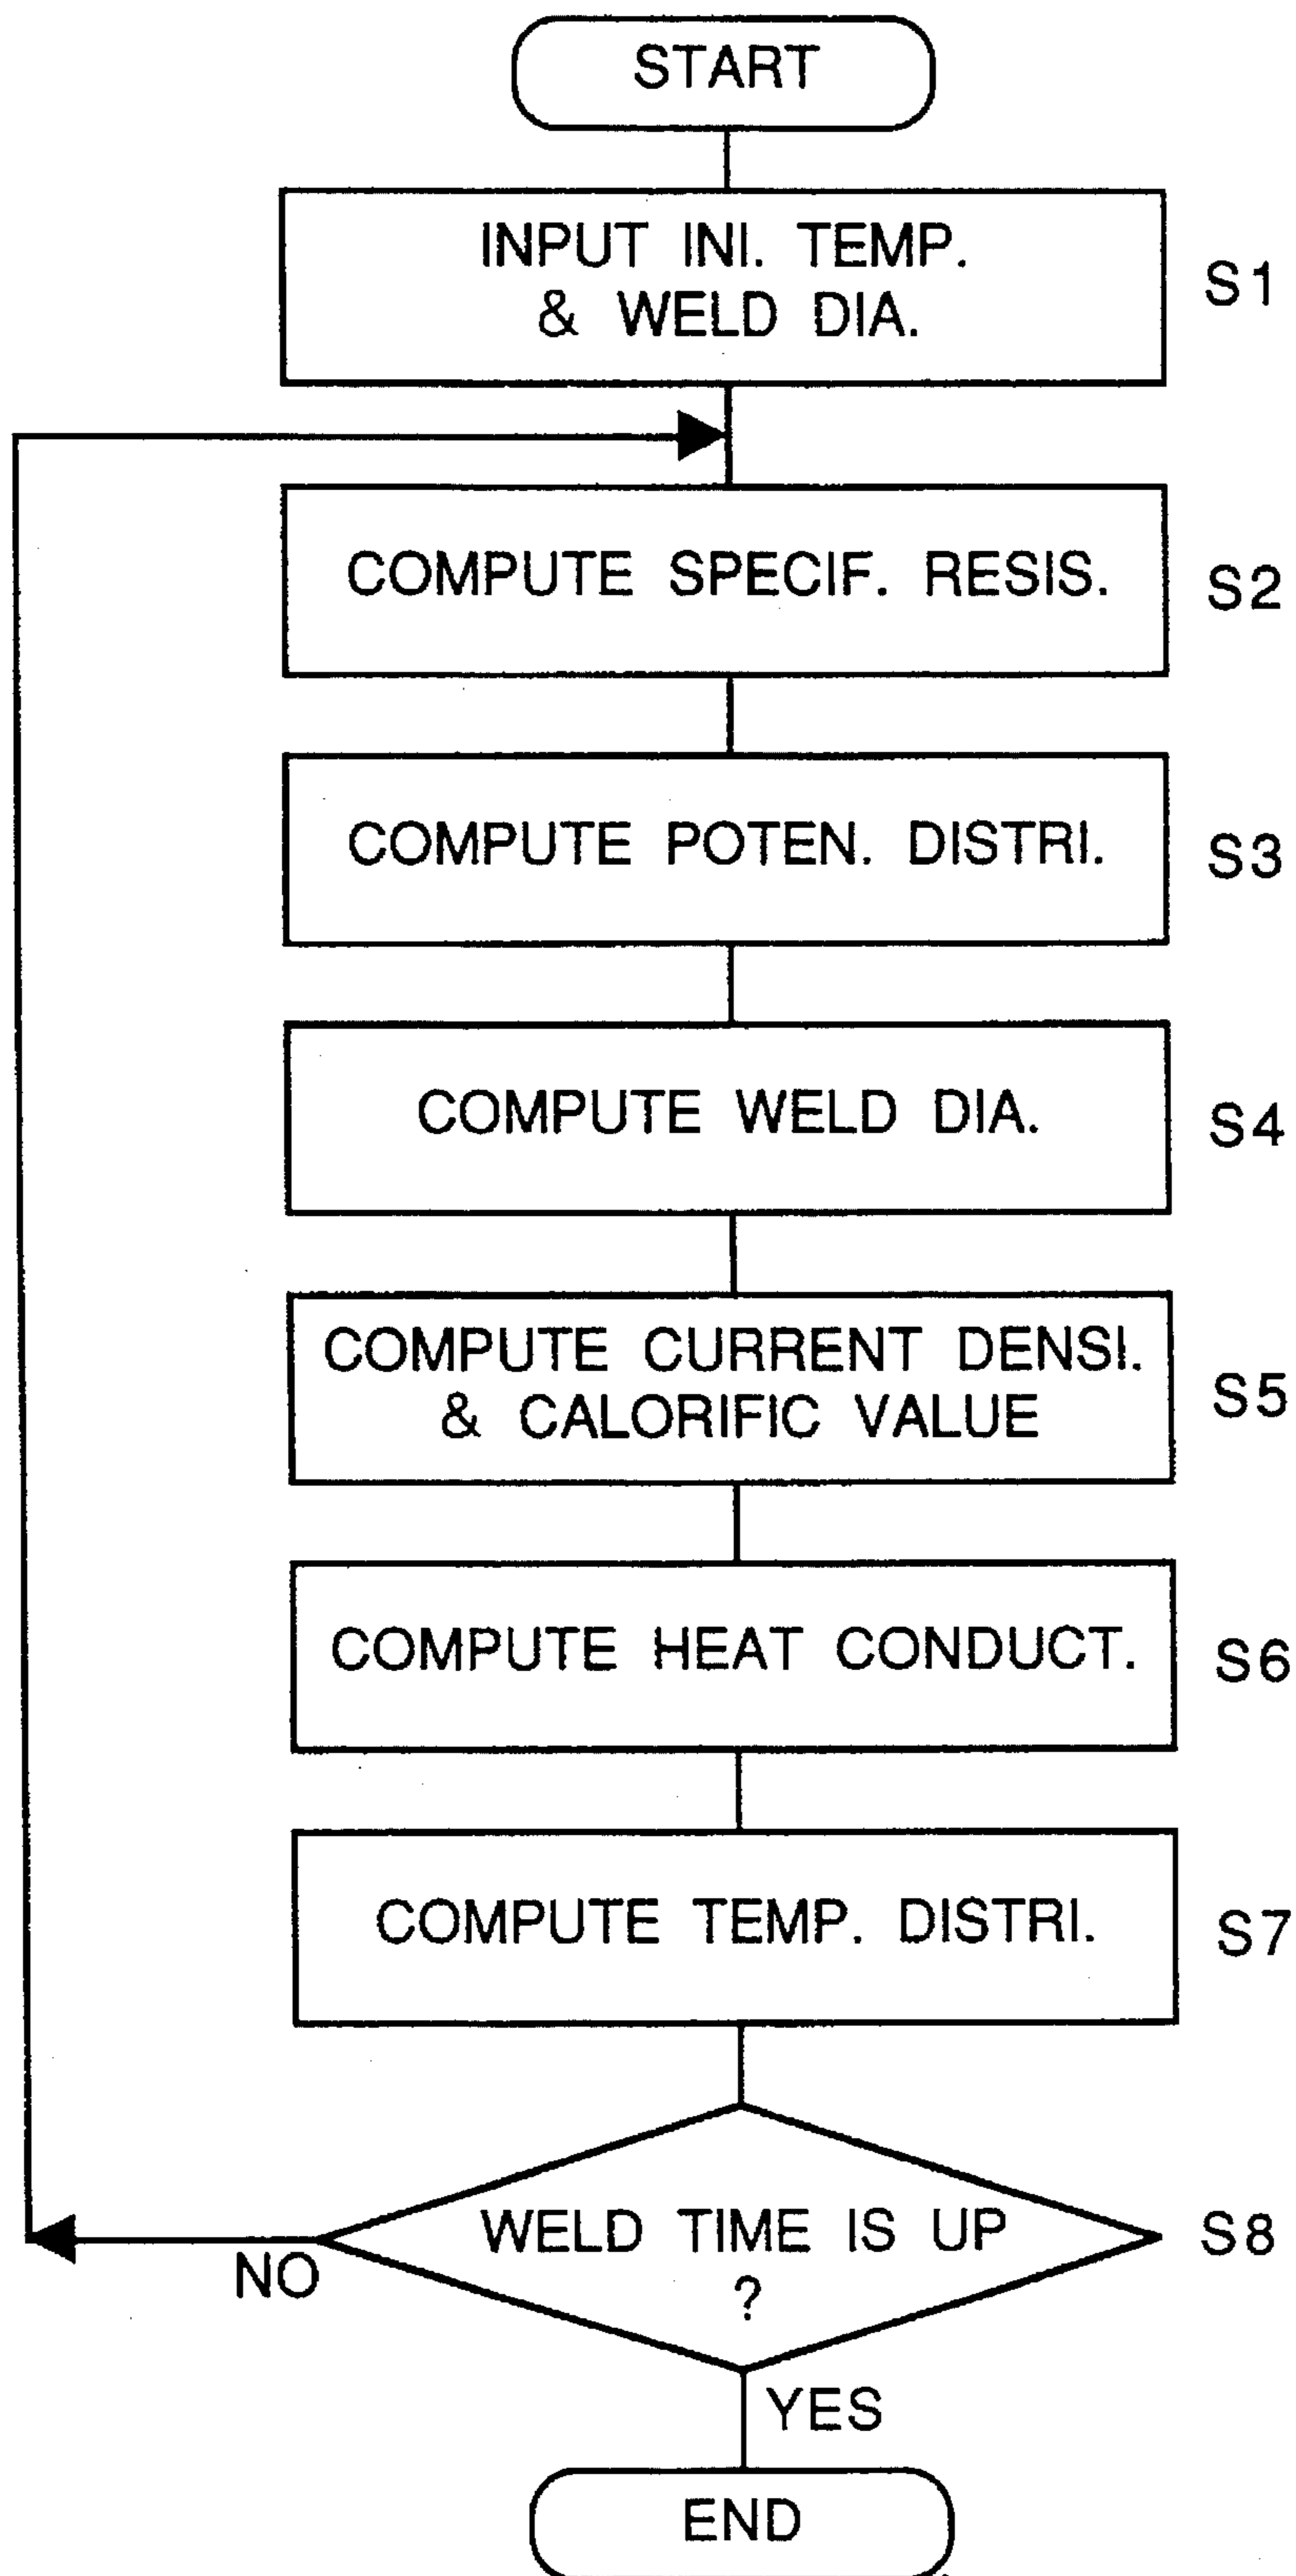 START
INPUT INI. TEMP.
& WELD DIA.
S1
COMPUTE SPECIF. RESIS.
S2
COMPUTE POTEN. DISTRI.
S3
COMPUTE WELD DIA.
S4
COMPUTE CURRENT DENSI.
& CALORIFIC VALUE
S5
COMPUTE HEAT CONDUCT.
S6
COMPUTE TEMP. DISTRI.
S7
WELD TIME IS UP
?
S8
NO
YES
END